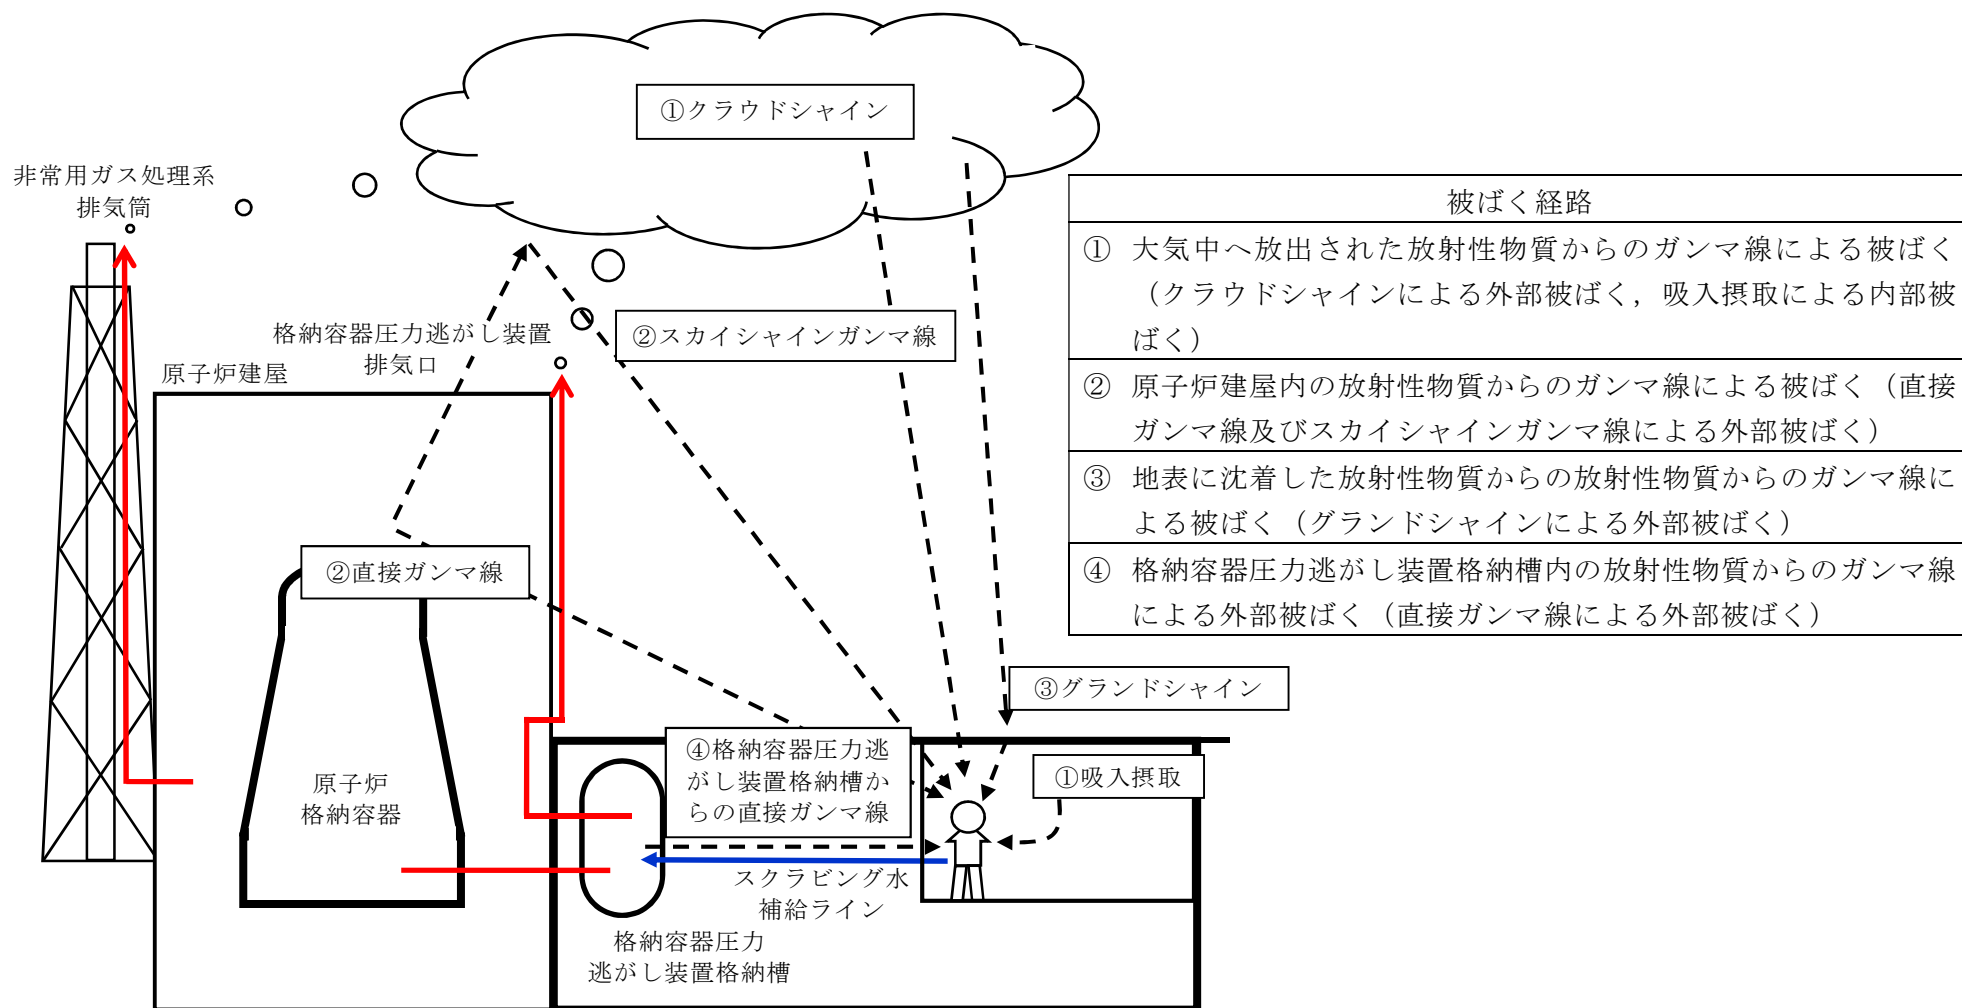 ①クラウドシャイン
非常用ガス処理系
排気筒
格納容器圧力逃がし装置
排気口
②スカイシャインガンマ線
原子炉建屋
②直接ガンマ線
③グランドシャイン
④格納容器圧力逃
がし装置格納槽か
らの直接ガンマ線
①吸入摂取
原子炉
格納容器
スクラビング水
補給ライン
格納容器圧力
逃がし装置格納槽
被ばく経路
① 大気中へ放出された放射性物質からのガンマ線による被ばく
（クラウドシャインによる外部被ばく，吸入摂取による内部被
ばく）
② 原子炉建屋内の放射性物質からのガンマ線による被ばく（直接
ガンマ線及びスカイシャインガンマ線による外部被ばく）
③ 地表に沈着した放射性物質からの放射性物質からのガンマ線に
よる被ばく（グランドシャインによる外部被ばく）
④ 格納容器圧力逃がし装置格納槽内の放射性物質からのガンマ線
による外部被ばく（直接ガンマ線による外部被ばく）